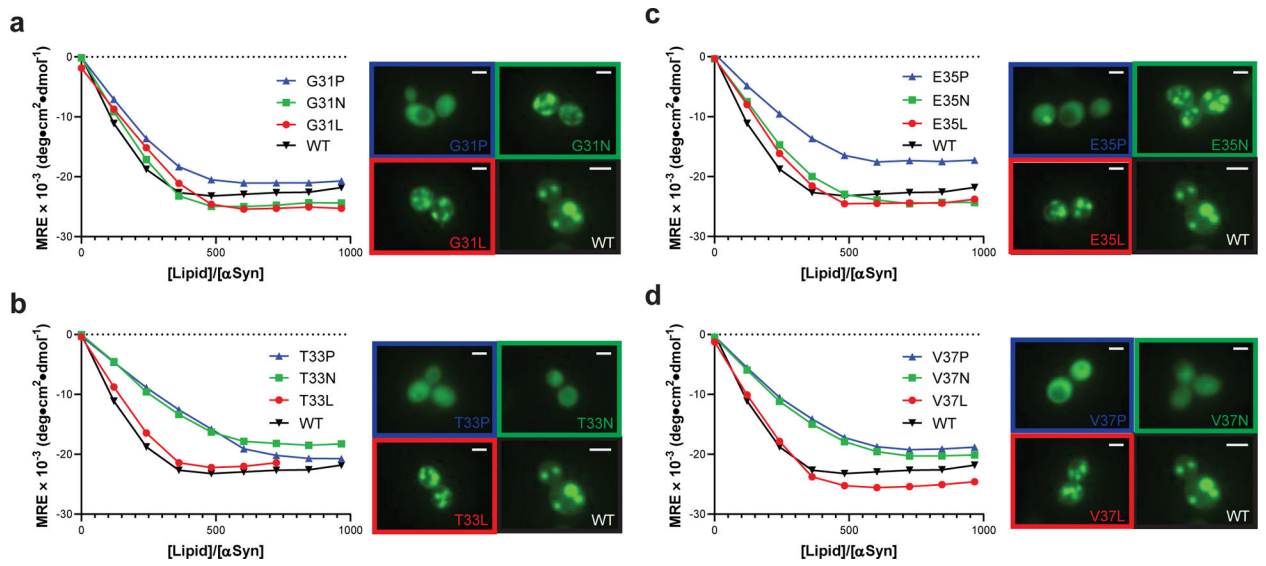 a
MRE × 10⁻³ (deg•cm²•dmol⁻¹)
0
-10
-20
-30
0
500
1000
[Lipid]/[αSyn]
G31P
G31N
G31L
WT
G31P
G31N
G31L
WT
c
MRE × 10⁻³ (deg•cm²•dmol⁻¹)
0
-10
-20
-30
0
500
1000
[Lipid]/[αSyn]
E35P
E35N
E35L
WT
E35P
E35N
E35L
WT
b
MRE × 10⁻³ (deg•cm²•dmol⁻¹)
0
-10
-20
-30
0
500
1000
[Lipid]/[αSyn]
T33P
T33N
T33L
WT
T33P
T33N
T33L
WT
d
MRE × 10⁻³ (deg•cm²•dmol⁻¹)
0
-10
-20
-30
0
500
1000
[Lipid]/[αSyn]
V37P
V37N
V37L
WT
V37P
V37N
V37L
WT